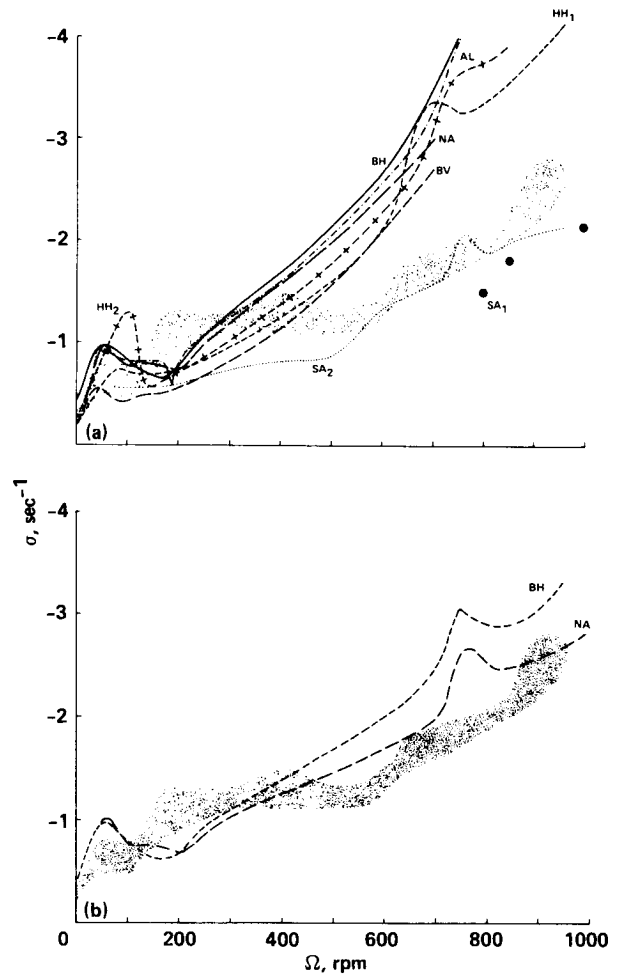 HH1
-4
AL
-3
BH
NA
BV
-2
HH2
SA1
-1
SA2
(a)
σ, sec⁻¹
-4
BH
-3
NA
-2
-1
(b)
0 200 400 600 800 1000
Ω, rpm